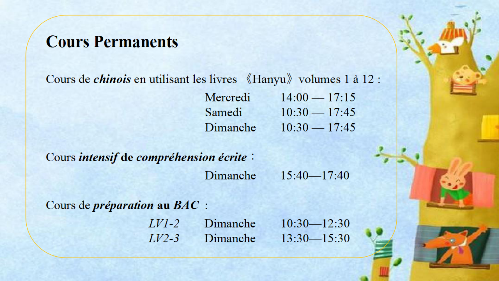 Cours Permanents
Cours de chinois en utilisant les livres 《Hanyu》 volumes 1 à 12 :
Mercredi 14:00 — 17:15
Samedi 10:30 — 17:45
Dimanche 10:30 — 17:45
Cours intensif de compréhension écrite：
Dimanche 15:40—17:40
Cours de préparation au BAC :
LV1-2 Dimanche 10:30—12:30
LV2-3 Dimanche 13:30—15:30